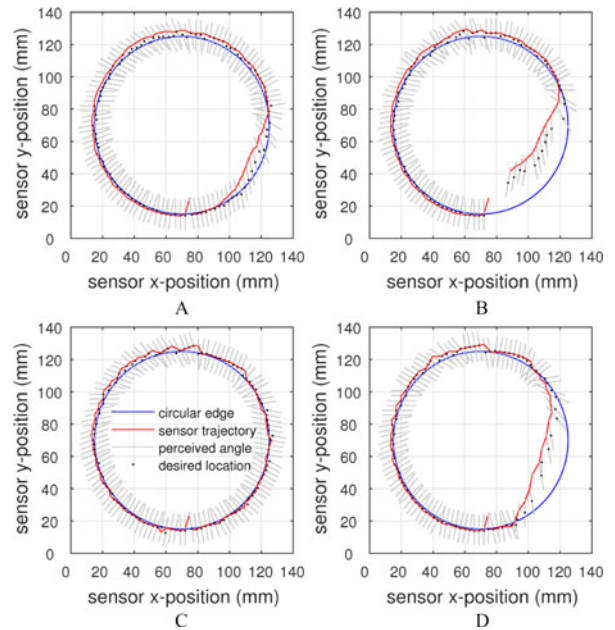 140
120
100
80
60
40
20
0
sensor y-position (mm)
0 20 40 60 80 100 120 140
sensor x-position (mm)
A
140
120
100
80
60
40
20
0
sensor y-position (mm)
0 20 40 60 80 100 120 140
sensor x-position (mm)
B
140
120
100
80
60
40
20
0
sensor y-position (mm)
circular edge
sensor trajectory
perceived angle
desired location
0 20 40 60 80 100 120 140
sensor x-position (mm)
C
140
120
100
80
60
40
20
0
sensor y-position (mm)
0 20 40 60 80 100 120 140
sensor x-position (mm)
D